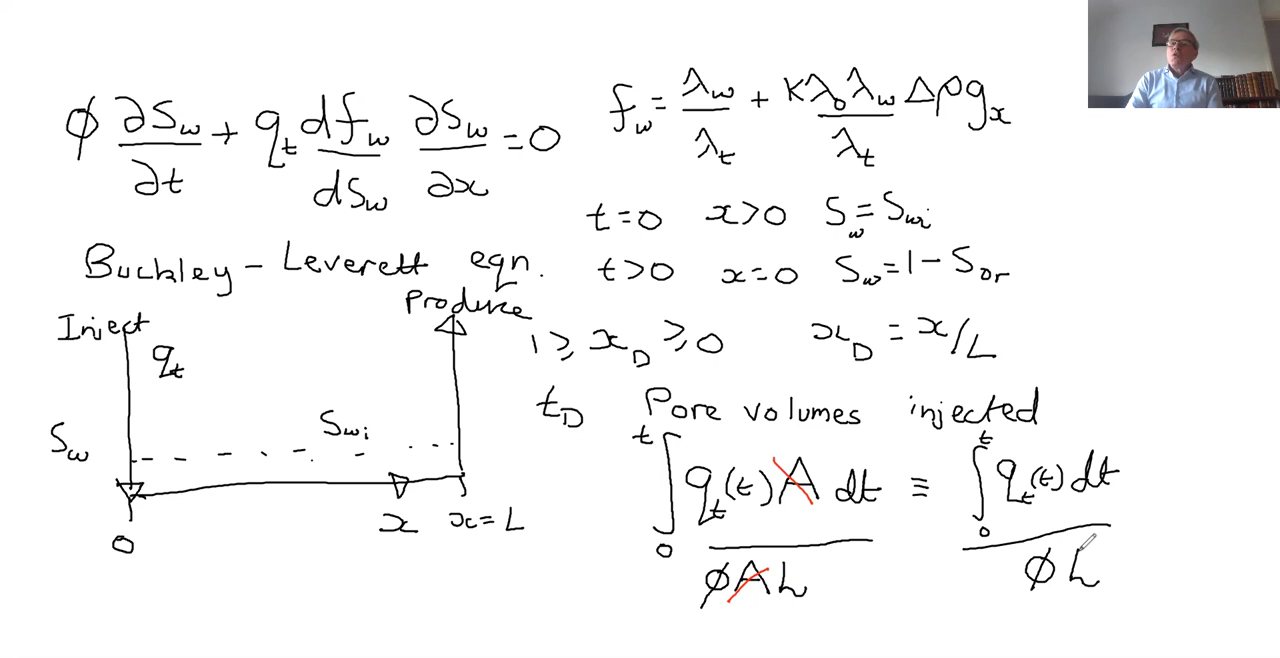 ϕ ∂S_w/∂t + q_t df_w/dS_w ∂S_w/∂x = 0
f_w = λ_w/λ_t + Kλ_oλ_w/λ_t Δρg_x
t=0 x>0 S_w = S_wi
Buckley - Leverett eqn.
t>0 x=0 S_w = 1 - S_or
Inject
Produce
q_t
1 ≥ x_D ≥ 0 x_D = x/L
t_D Pore volumes injected
S_w
S_wi
∫_0^t q_t(t) A dt / ϕAL ≡ ∫_0^t q_t(t) dt / ϕL
0
x
x = L